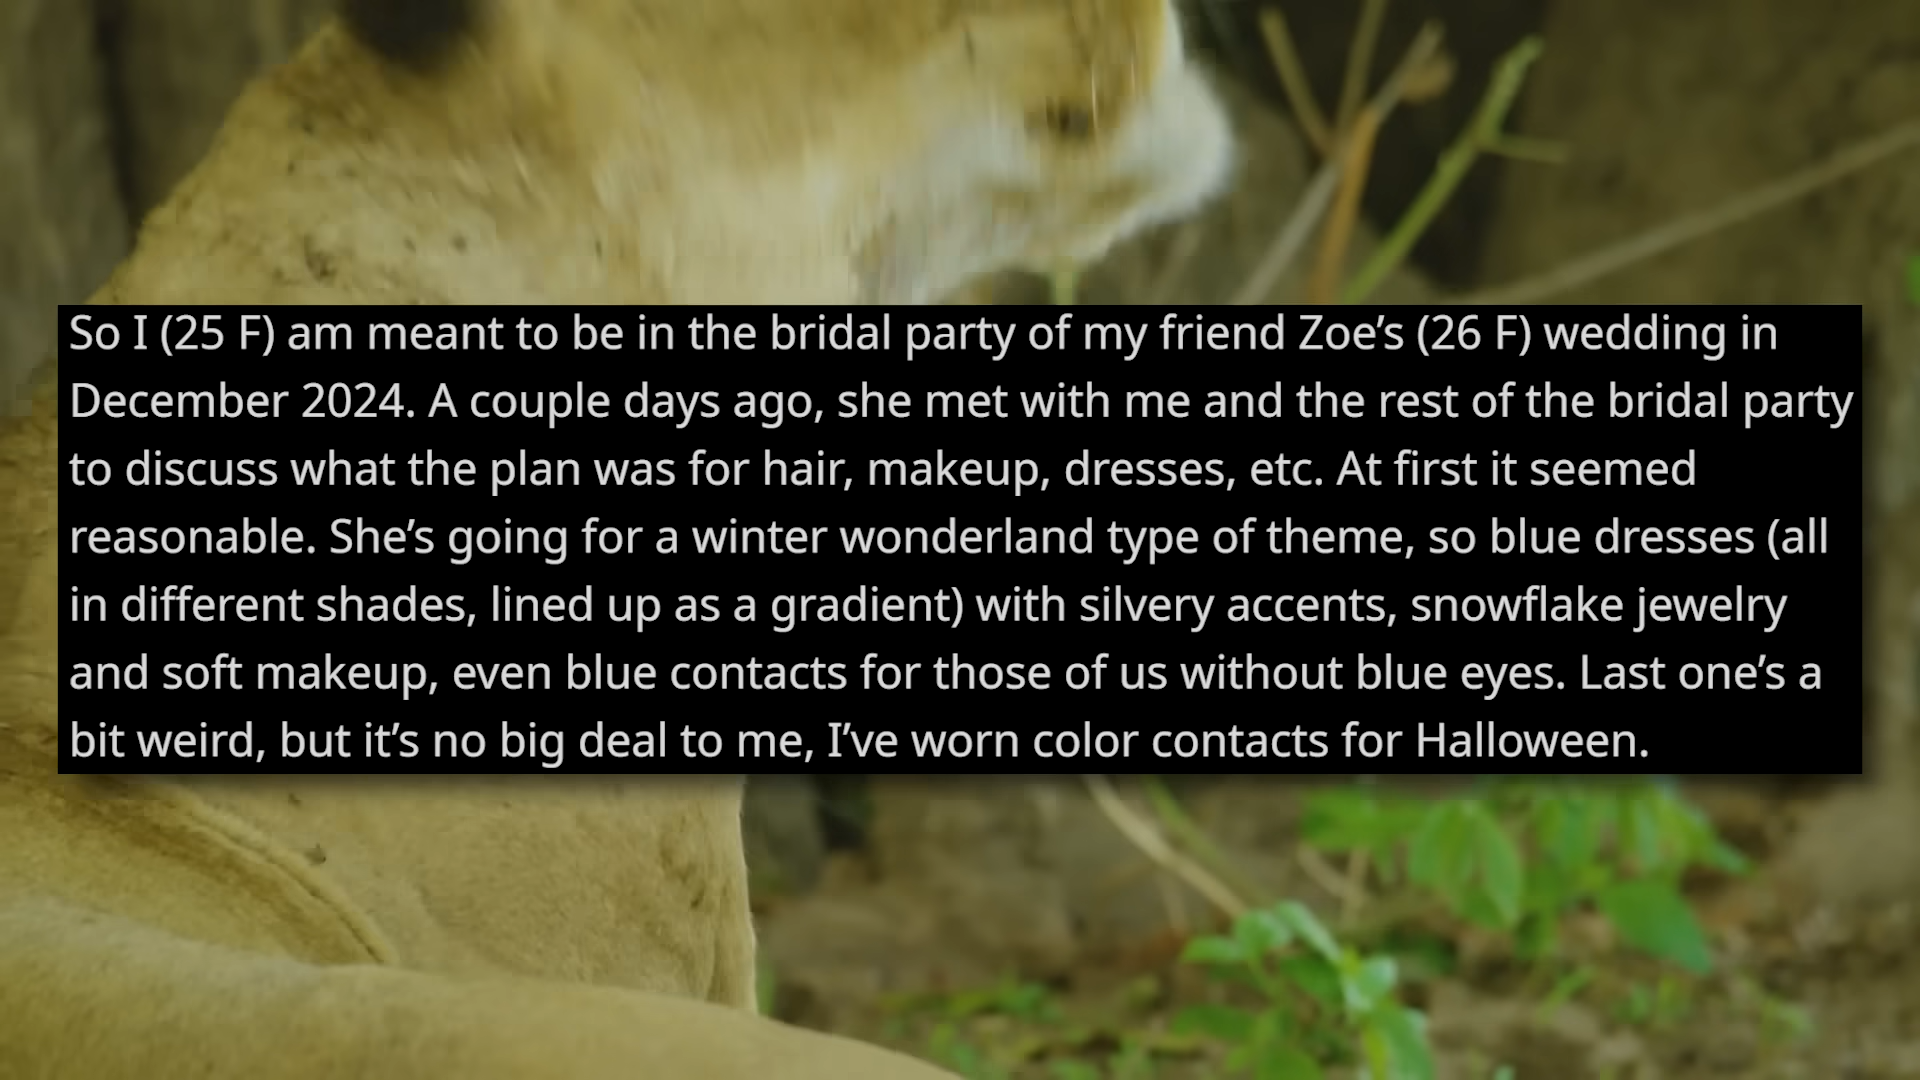 So I (25 F) am meant to be in the bridal party of my friend Zoe’s (26 F) wedding in
December 2024. A couple days ago, she met with me and the rest of the bridal party
to discuss what the plan was for hair, makeup, dresses, etc. At first it seemed
reasonable. She’s going for a winter wonderland type of theme, so blue dresses (all
in different shades, lined up as a gradient) with silvery accents, snowflake jewelry
and soft makeup, even blue contacts for those of us without blue eyes. Last one’s a
bit weird, but it’s no big deal to me, I’ve worn color contacts for Halloween.